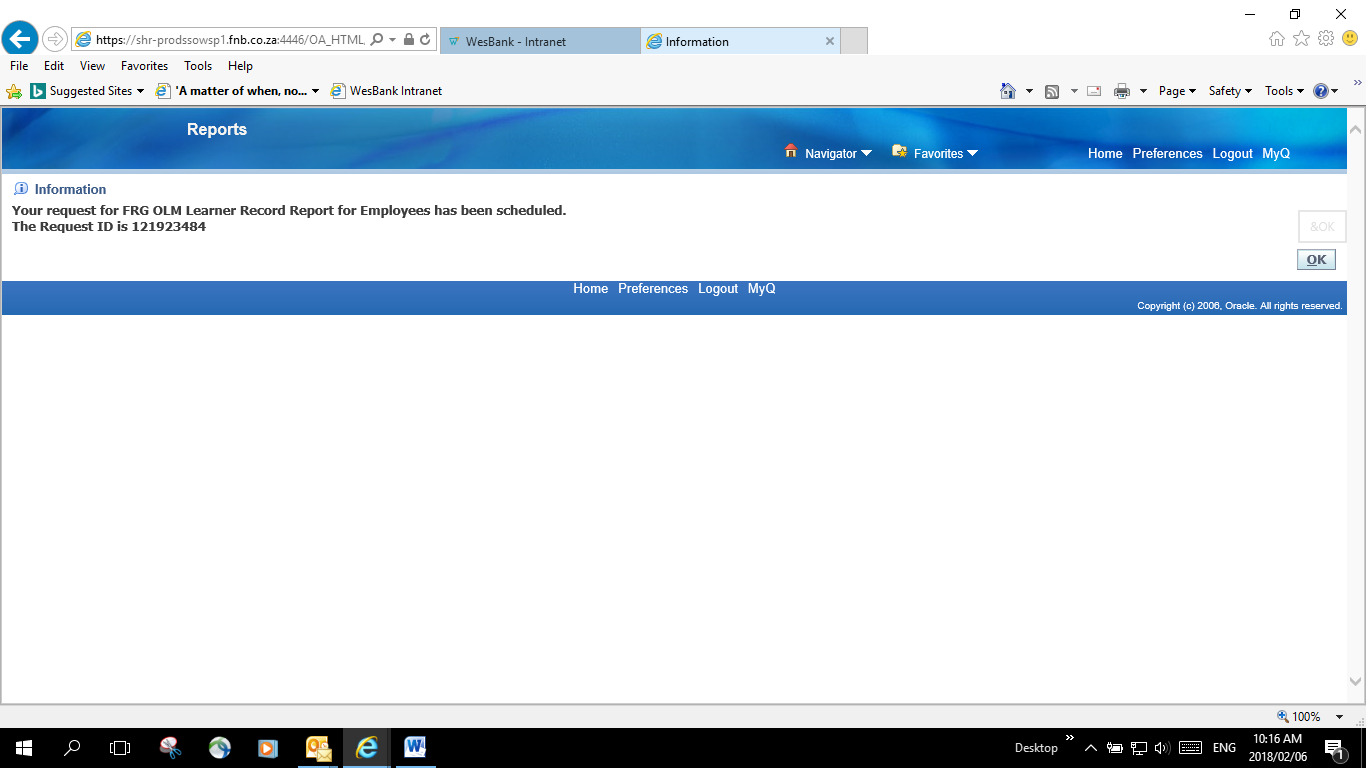 https://shr-prodssowsp1.fnb.co.za:4446/OA_HTML
WesBank - Intranet
Information
File Edit View Favorites Tools Help
Suggested Sites
'A matter of when, no...
WesBank Intranet
Page Safety Tools
Reports
Navigator Favorites Home Preferences Logout MyQ
Information
Your request for FRG OLM Learner Record Report for Employees has been scheduled.
The Request ID is 121923484
&OK
OK
Home Preferences Logout MyQ
Copyright (c) 2006, Oracle. All rights reserved.
100%
Desktop
ENG
10:16 AM
2018/02/06
1